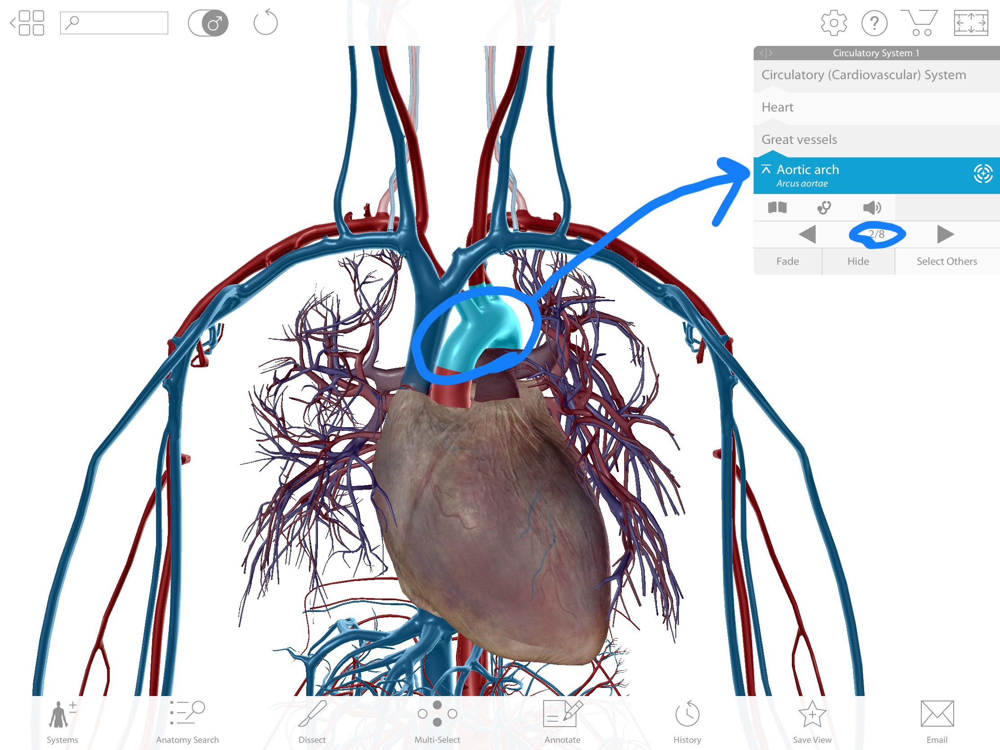 ?
Circulatory System 1
Circulatory (Cardiovascular) System
Heart
Great vessels
Aortic arch
Arcus aortae
2/8
Fade Hide Select Others
Systems Anatomy Search Dissect Multi-Select Annotate History Save View Email